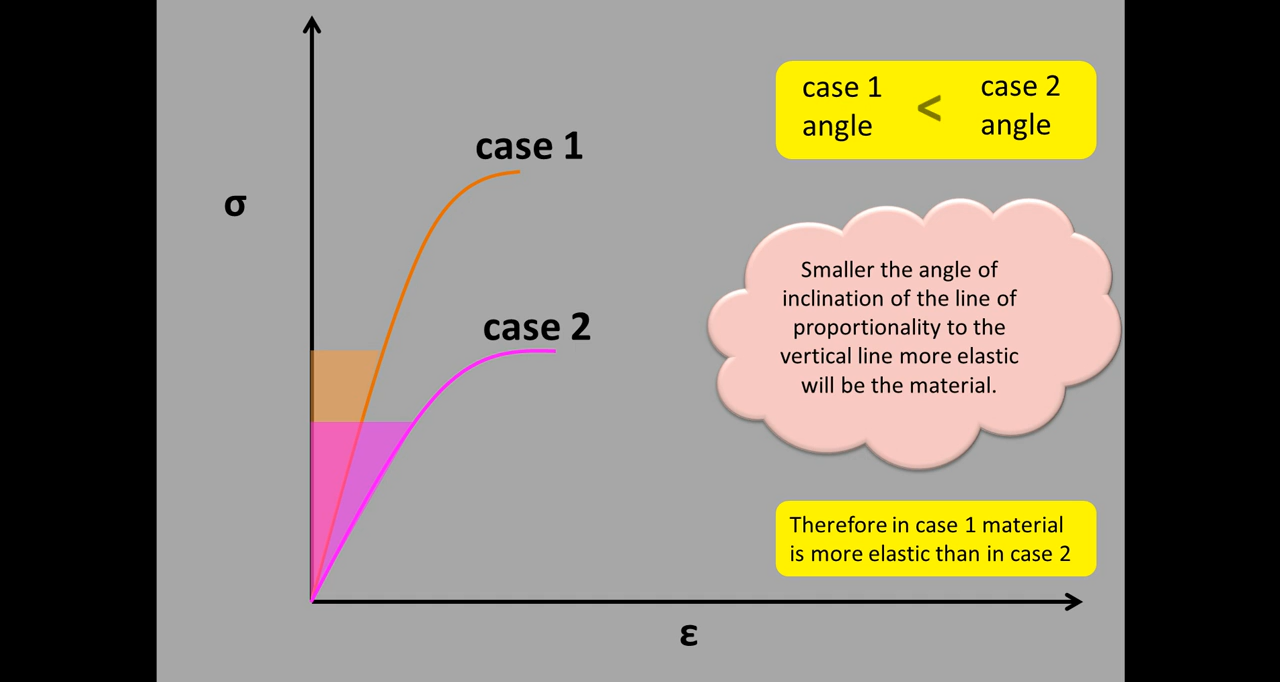 case 1
case 2
σ
ε
case 1 < case 2
angle angle
Smaller the angle of
inclination of the line of
proportionality to the
vertical line more elastic
will be the material.
Therefore in case 1 material
is more elastic than in case 2